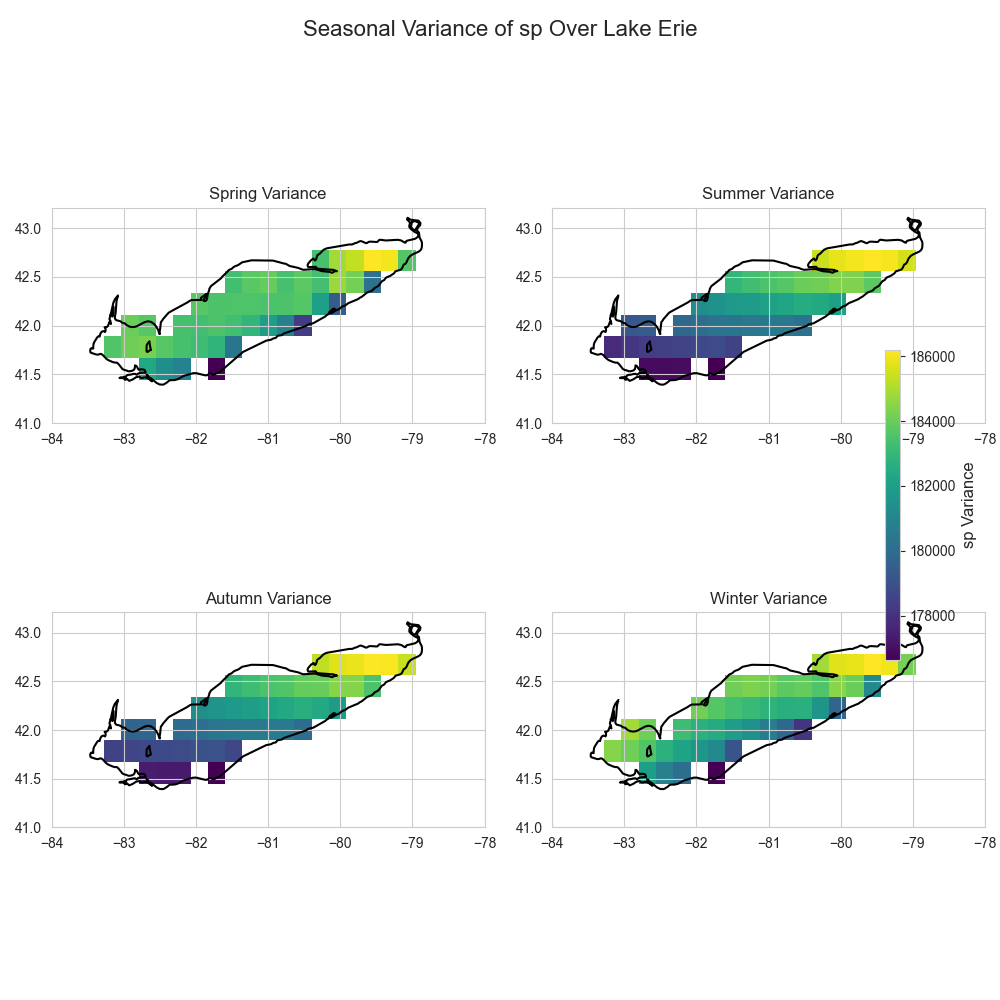 Seasonal Variance of sp Over Lake Erie
Spring Variance
43.0
42.5
42.0
41.5
41.0
−84 −83 −82 −81 −80 −79 −78
Summer Variance
43.0
42.5
42.0
41.5
41.0
−84 −83 −82 −81 −80 −79 −78
186000
184000
182000
180000
178000
sp Variance
Autumn Variance
43.0
42.5
42.0
41.5
41.0
−84 −83 −82 −81 −80 −79 −78
Winter Variance
43.0
42.5
42.0
41.5
41.0
−84 −83 −82 −81 −80 −79 −78